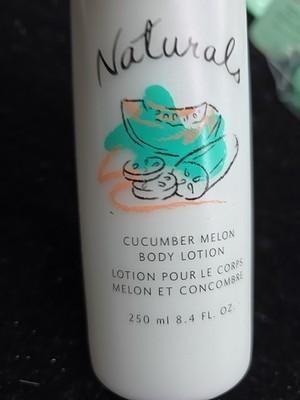 Naturals
CUCUMBER MELON
BODY LOTION
LOTION POUR LE CORPS
MELON ET CONCOMBRE
250 ml 8.4 FL. OZ.